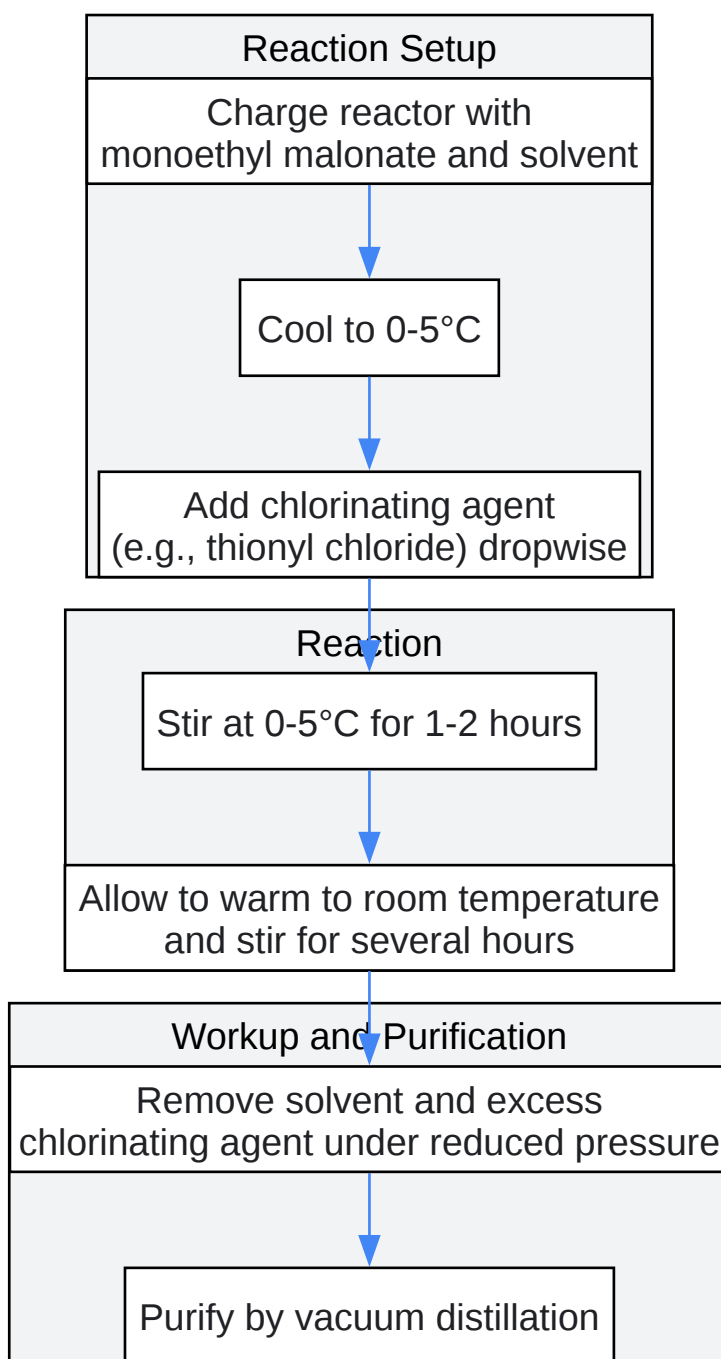 Reaction Setup
Charge reactor with
monoethyl malonate and solvent
Cool to 0-5°C
Add chlorinating agent
(e.g., thionyl chloride) dropwise
Reaction
Stir at 0-5°C for 1-2 hours
Allow to warm to room temperature
and stir for several hours
Workup and Purification
Remove solvent and excess
chlorinating agent under reduced pressure
Purify by vacuum distillation